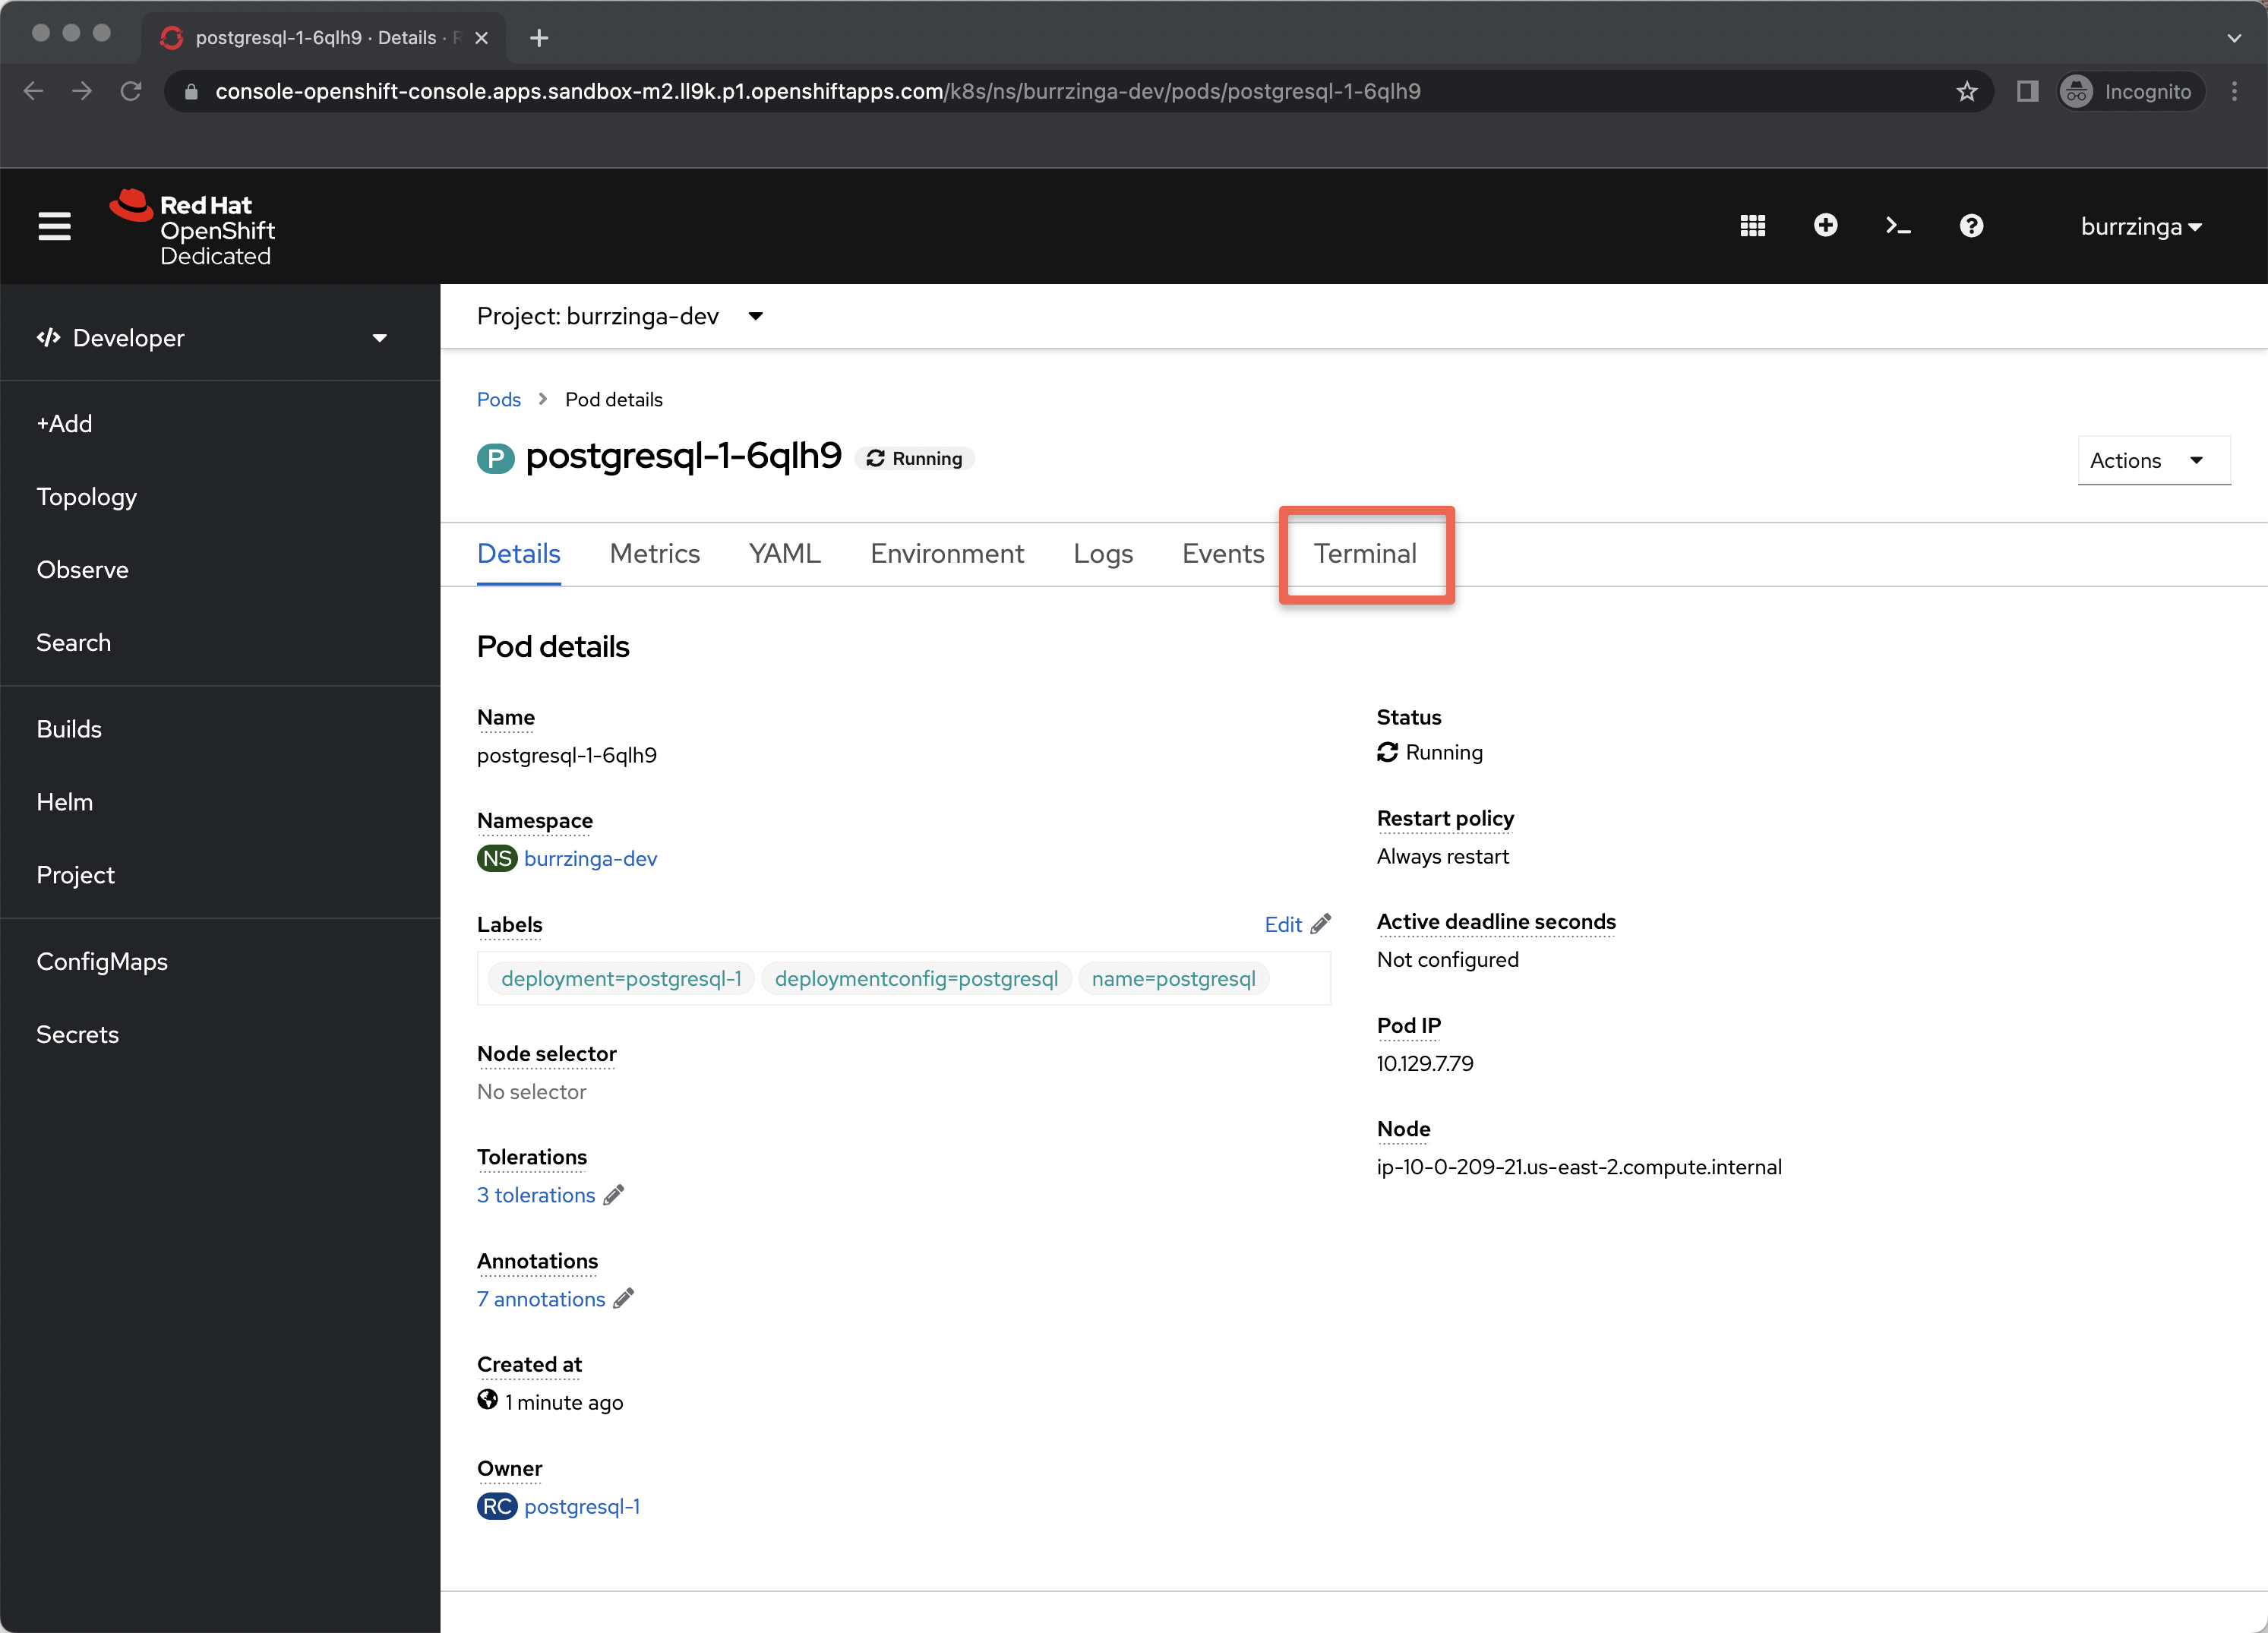 postgresql-1-6qlh9 · Details ·
console-openshift-console.apps.sandbox-m2.ll9k.p1.openshiftapps.com/k8s/ns/burrzinga-dev/pods/postgresql-1-6qlh9
Incognito
Red Hat
OpenShift
Dedicated
burrzinga
Developer
+Add
Topology
Observe
Search
Builds
Helm
Project
ConfigMaps
Secrets
Project: burrzinga-dev
Pods > Pod details
P postgresql-1-6qlh9 Running
Actions
Details Metrics YAML Environment Logs Events Terminal
Pod details
Name
postgresql-1-6qlh9
Namespace
NS burrzinga-dev
Labels Edit
deployment=postgresql-1 deploymentconfig=postgresql name=postgresql
Node selector
No selector
Tolerations
3 tolerations
Annotations
7 annotations
Created at
1 minute ago
Owner
RC postgresql-1
Status
Running
Restart policy
Always restart
Active deadline seconds
Not configured
Pod IP
10.129.7.79
Node
ip-10-0-209-21.us-east-2.compute.internal